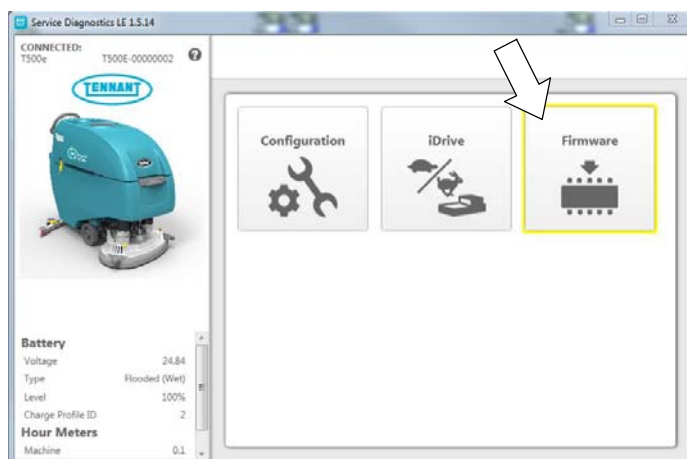 Service Diagnostics LE 1.5.14
CONNECTED:
T500e T500E-00000002 ?
TENNANT
Configuration
iDrive
Firmware
Battery
Voltage 24.84
Type Flooded (Wet)
Level 100%
Charge Profile ID 2
Hour Meters
Machine 0.1